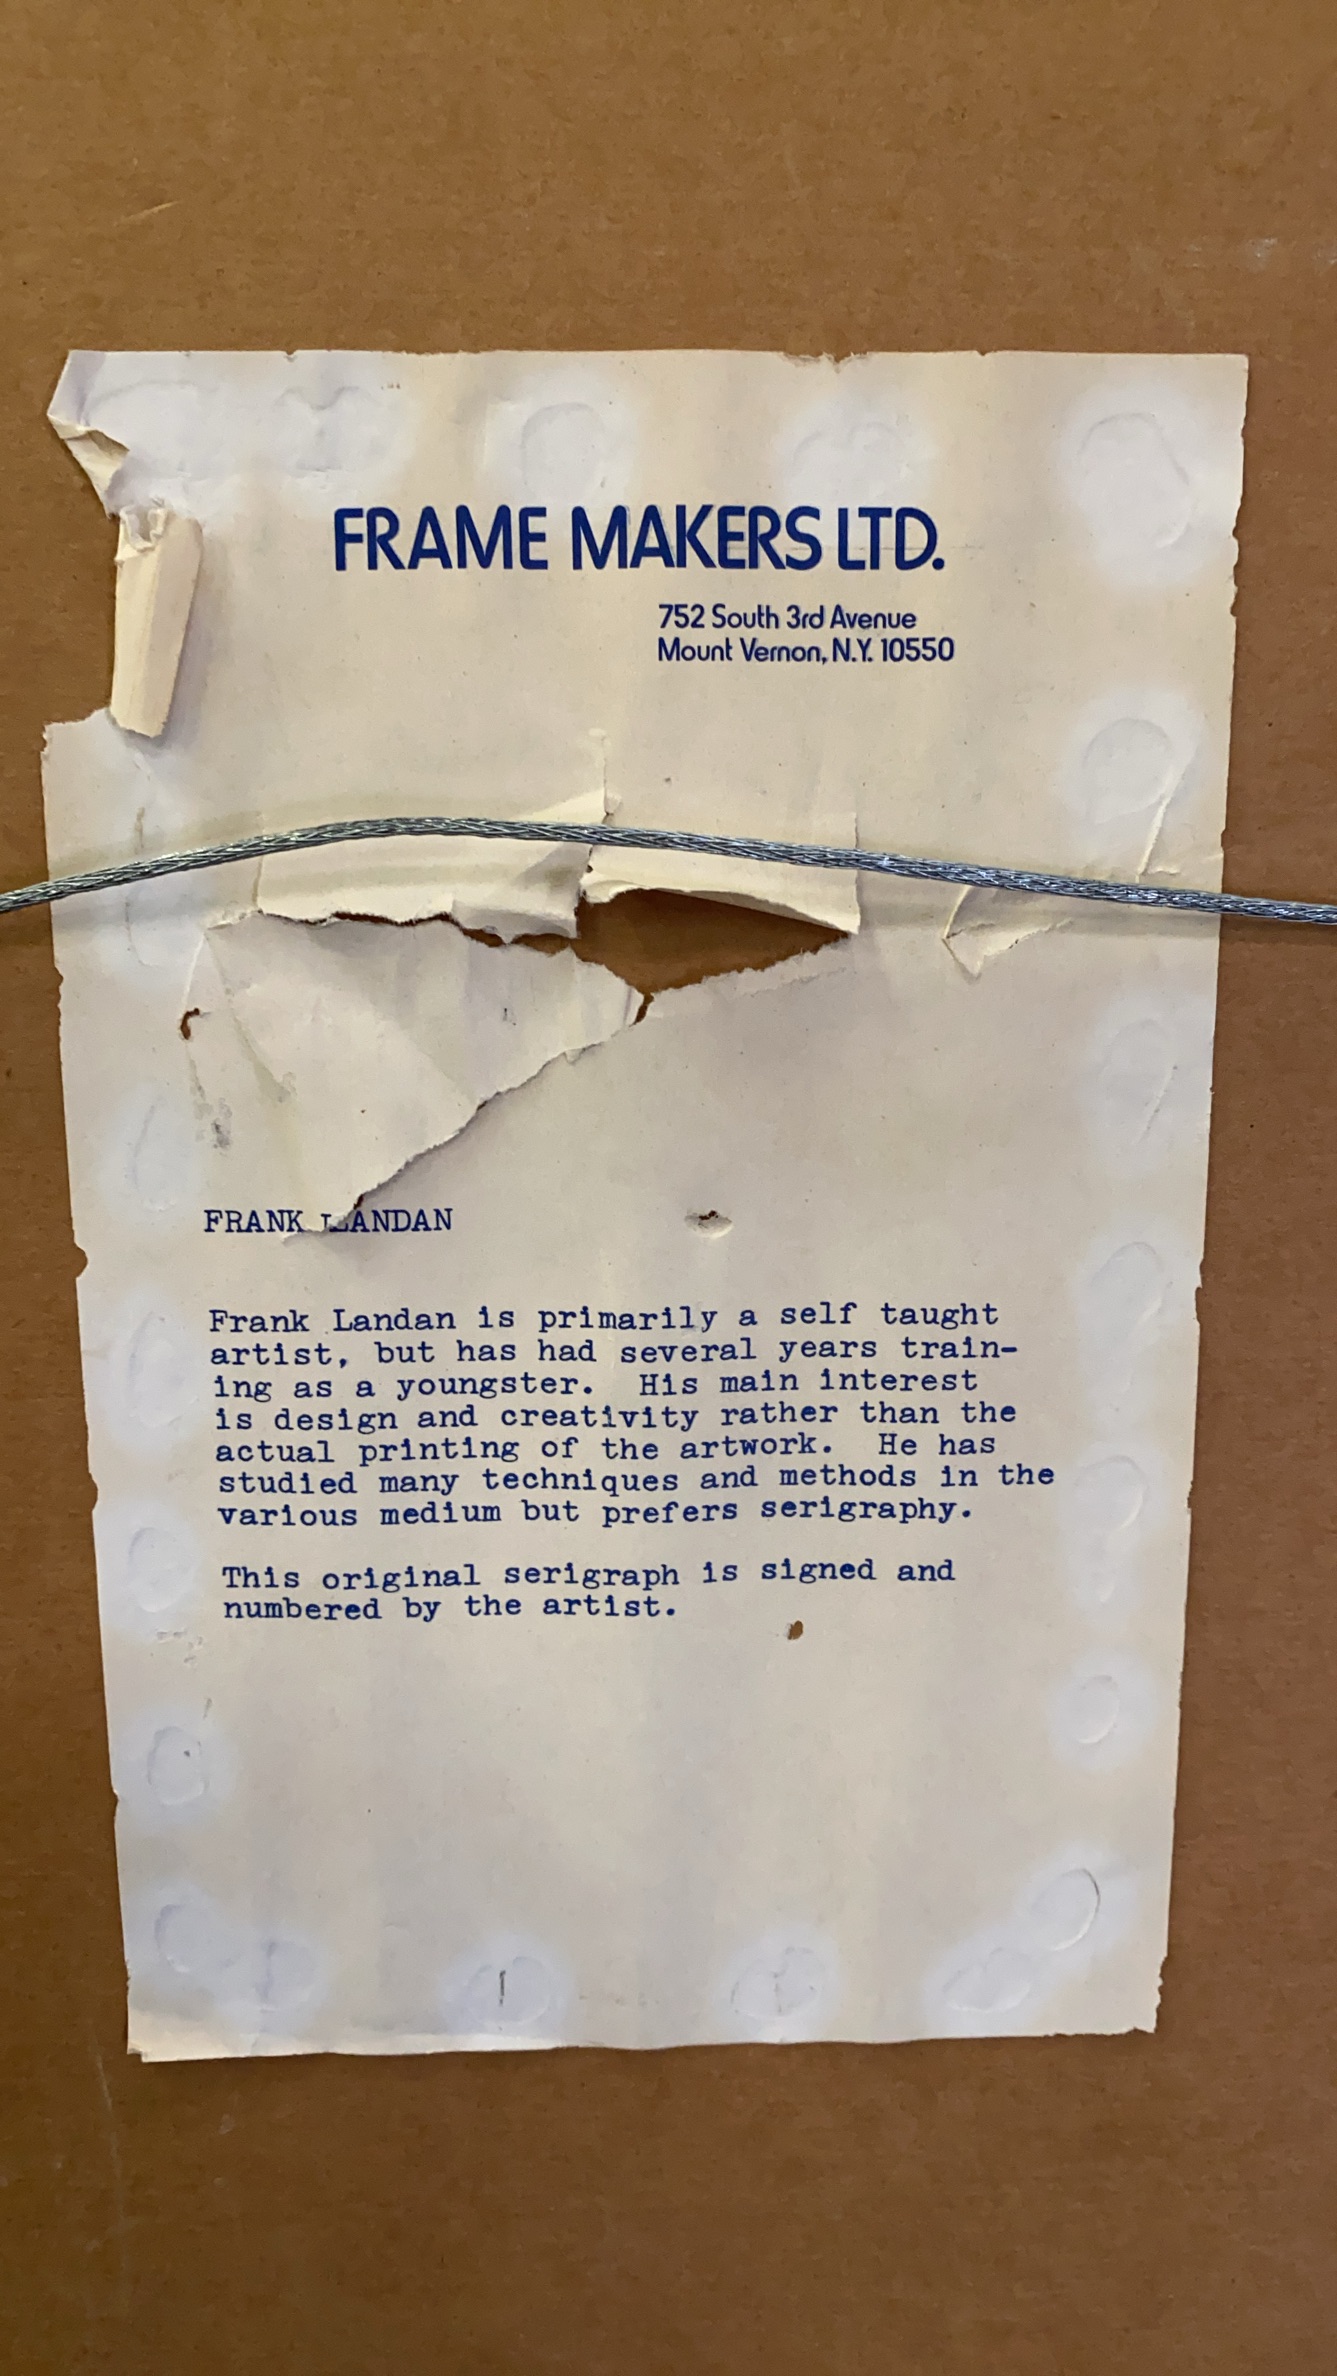 FRAME MAKERS LTD.
752 South 3rd Avenue
Mount Vernon, N.Y. 10550
FRANK LANDAN
Frank Landan is primarily a self taught
artist, but has had several years train-
ing as a youngster. His main interest
is design and creativity rather than the
actual printing of the artwork. He has
studied many techniques and methods in the
various medium but prefers serigraphy.
This original serigraph is signed and
numbered by the artist.